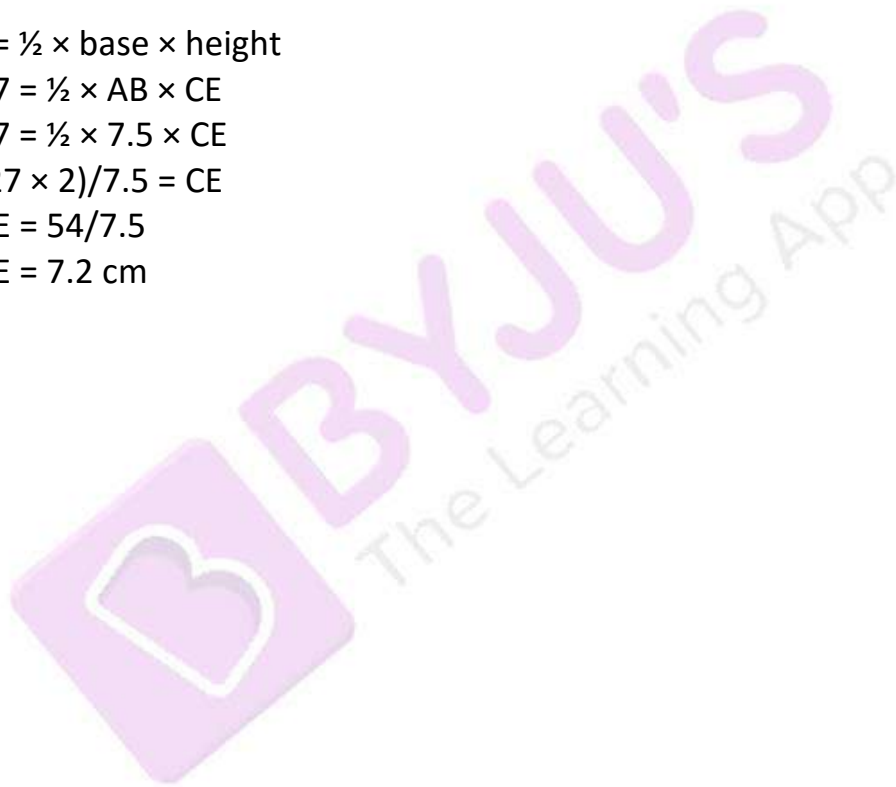 = ½ × base × height
7 = ½ × AB × CE
7 = ½ × 7.5 × CE
7 × 2)/7.5 = CE
E = 54/7.5
E = 7.2 cm
BYJU'S
The Learning App